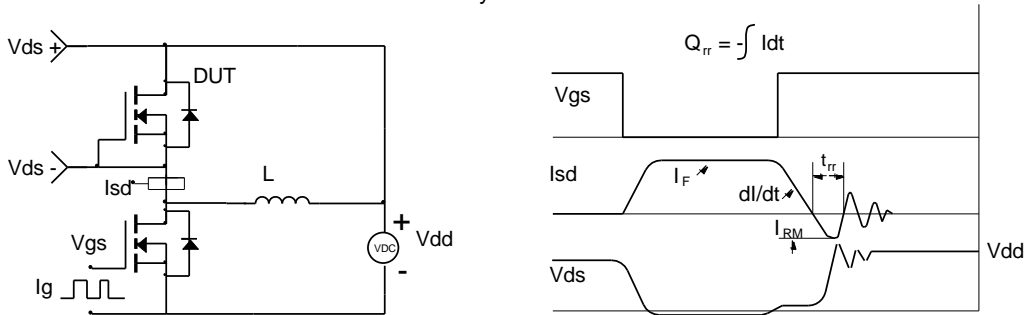 Vds +
DUT
Vds -
Isd
L
Vgs
Ig
VDC
+
-
Vdd
Qrr = -∫ Idt
Vgs
Isd
IF
dI/dt
trr
IRM
Vds
Vdd